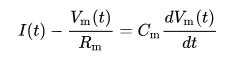 I(t) − V_m(t)/R_m = C_m dV_m(t)/dt